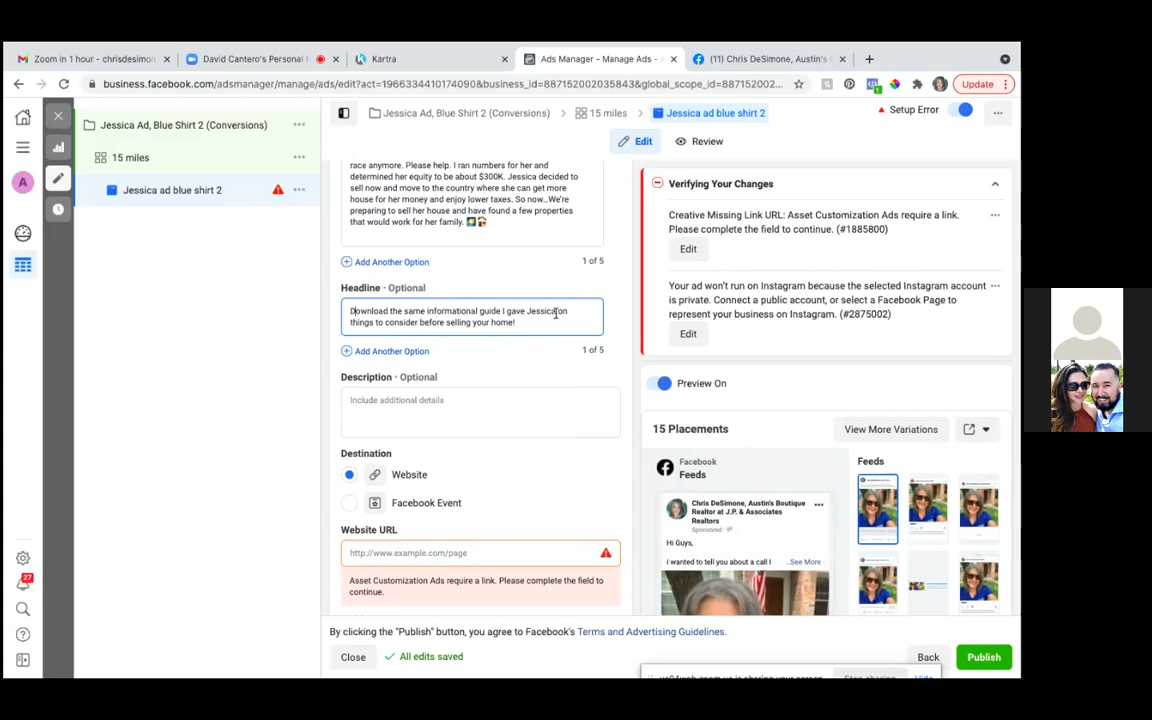 Zoom in 1 hour - chrisdesimon
David Cantero's Personal
Kartra
Ads Manager - Manage Ads - A
(11) Chris DeSimone, Austin's
business.facebook.com/adsmanager/manage/ads/edit?act=1966334410174090&business_id=887152002035843&global_scope_id=887152002...
Update
Jessica Ad, Blue Shirt 2 (Conversions)
15 miles
Jessica ad blue shirt 2
A
27
Jessica Ad, Blue Shirt 2 (Conversions)
15 miles
Jessica ad blue shirt 2
Setup Error
Edit
Review
race anymore. Please help. I ran numbers for her and
determined her equity to be about $300K. Jessica decided to
sell now and move to the country where she can get more
house for her money and enjoy lower taxes. So now...We're
preparing to sell her house and have found a few properties
that would work for her family.
Add Another Option
1 of 5
Headline · Optional
Download the same informational guide I gave Jessica on
things to consider before selling your home!
Add Another Option
1 of 5
Description · Optional
Include additional details
Destination
Website
Facebook Event
Website URL
http://www.example.com/page
Asset Customization Ads require a link. Please complete the field to
continue.
Verifying Your Changes
Creative Missing Link URL: Asset Customization Ads require a link.
Please complete the field to continue. (#1885800)
Edit
Your ad won't run on Instagram because the selected Instagram account
is private. Connect a public account, or select a Facebook Page to
represent your business on Instagram. (#2875002)
Edit
Preview On
15 Placements
View More Variations
Facebook
Feeds
Feeds
Chris DeSimone, Austin's Boutique
Realtor at J.P. & Associates
Realtors
Sponsored
Hi Guys,
I wanted to tell you about a call I
...See More
By clicking the "Publish" button, you agree to Facebook's Terms and Advertising Guidelines.
Close
All edits saved
Back
Publish